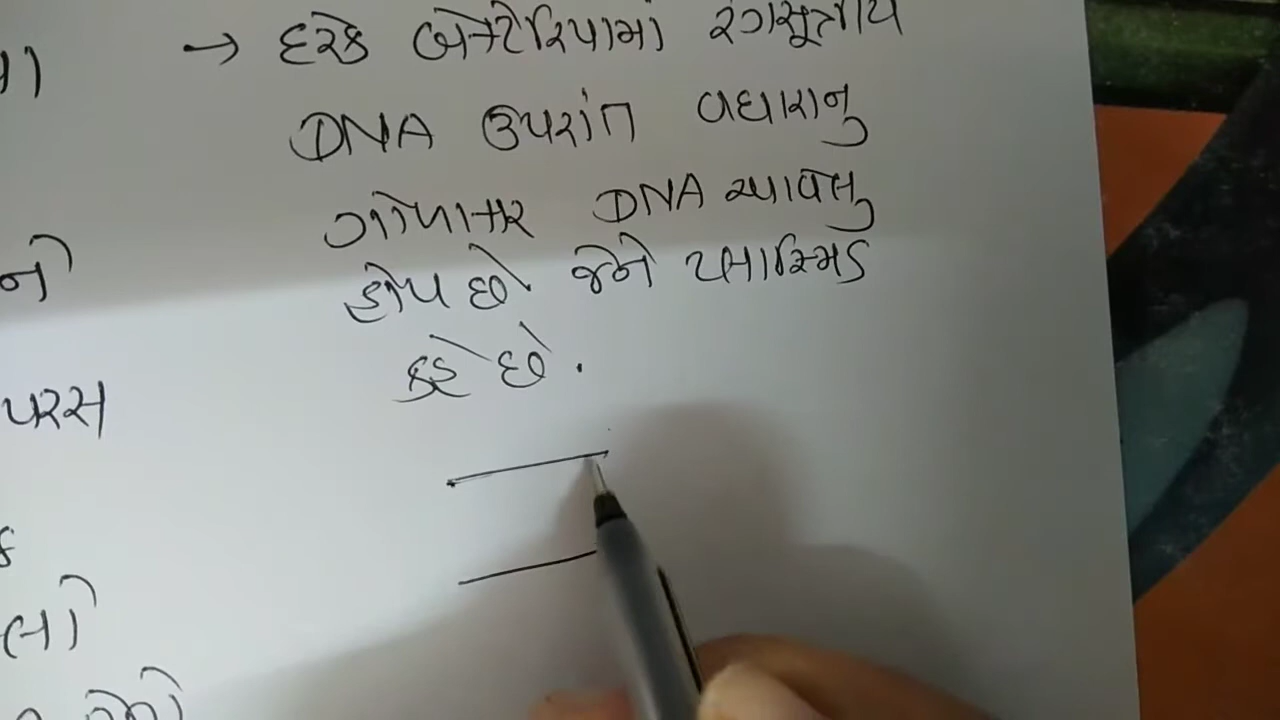 → દરેક બેક્ટેરિયામાં રંગસૂત્રીય
DNA ઉપરાંત વધારાનુ
ગોળાકાર DNA આવેલુ
હોય છે જેને પ્લાઝ્મિડ
કહે છે.
નો
પરસ
લો